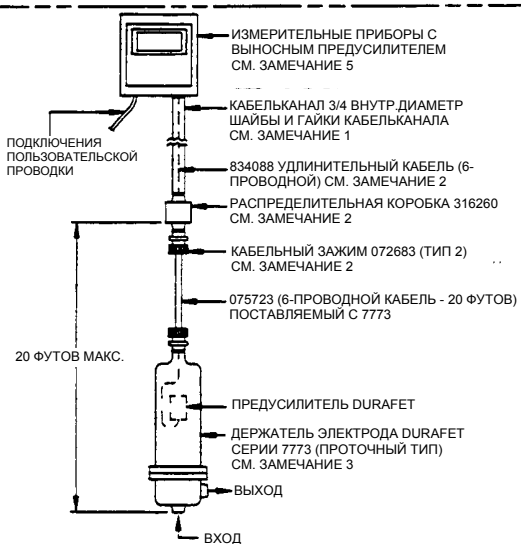 ИЗМЕРИТЕЛЬНЫЕ ПРИБОРЫ С
ВЫНОСНЫМ ПРЕДУСИЛИТЕЛЕМ
СМ. ЗАМЕЧАНИЕ 5
КАБЕЛЬКАНАЛ 3/4 ВНУТР.ДИАМЕТР
ШАЙБЫ И ГАЙКИ КАБЕЛЬКАНАЛА
СМ. ЗАМЕЧАНИЕ 1
ПОДКЛЮЧЕНИЯ
ПОЛЬЗОВАТЕЛЬСКОЙ
ПРОВОДКИ
834088 УДЛИНИТЕЛЬНЫЙ КАБЕЛЬ (6-
ПРОВОДНОЙ) СМ. ЗАМЕЧАНИЕ 2
РАСПРЕДЕЛИТЕЛЬНАЯ КОРОБКА 316260
СМ. ЗАМЕЧАНИЕ 2
КАБЕЛЬНЫЙ ЗАЖИМ 072683 (ТИП 2)
СМ. ЗАМЕЧАНИЕ 2
075723 (6-ПРОВОДНОЙ КАБЕЛЬ - 20 ФУТОВ)
ПОСТАВЛЯЕМЫЙ С 7773
20 ФУТОВ МАКС.
ПРЕДУСИЛИТЕЛЬ DURAFET
ДЕРЖАТЕЛЬ ЭЛЕКТРОДА DURAFET
СЕРИИ 7773 (ПРОТОЧНЫЙ ТИП)
СМ. ЗАМЕЧАНИЕ 3
ВЫХОД
ВХОД